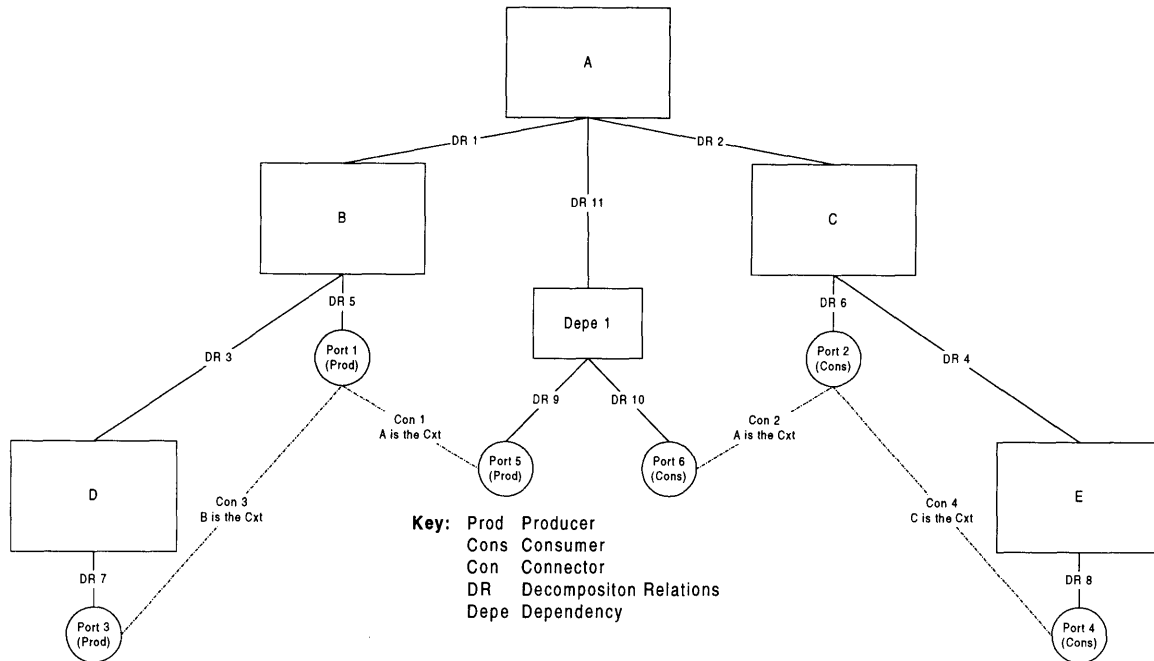 A
DR 1
DR 2
B
DR 11
C
DR 5
DR 6
Depe 1
Port 1
(Prod)
Port 2
(Cons)
DR 3
DR 4
DR 9
DR 10
Con 1
A is the Cxt
Con 2
A is the Cxt
Port 5
(Prod)
Port 6
(Cons)
D
E
Con 3
B is the Cxt
Con 4
C is the Cxt
Key: Prod Producer
Cons Consumer
Con Connector
DR Decompositon Relations
Depe Dependency
DR 7
DR 8
Port 3
(Prod)
Port 4
(Cons)